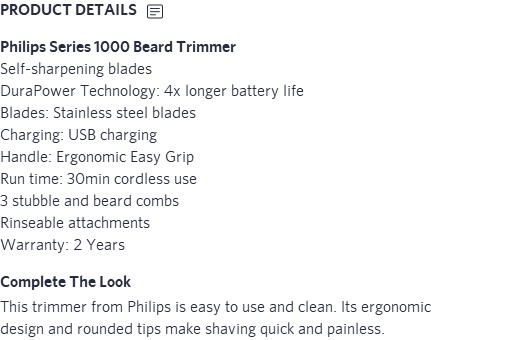 PRODUCT DETAILS
Philips Series 1000 Beard Trimmer
Self-sharpening blades
DuraPower Technology: 4x longer battery life
Blades: Stainless steel blades
Charging: USB charging
Handle: Ergonomic Easy Grip
Run time: 30min cordless use
3 stubble and beard combs
Rinseable attachments
Warranty: 2 Years
Complete The Look
This trimmer from Philips is easy to use and clean. Its ergonomic
design and rounded tips make shaving quick and painless.